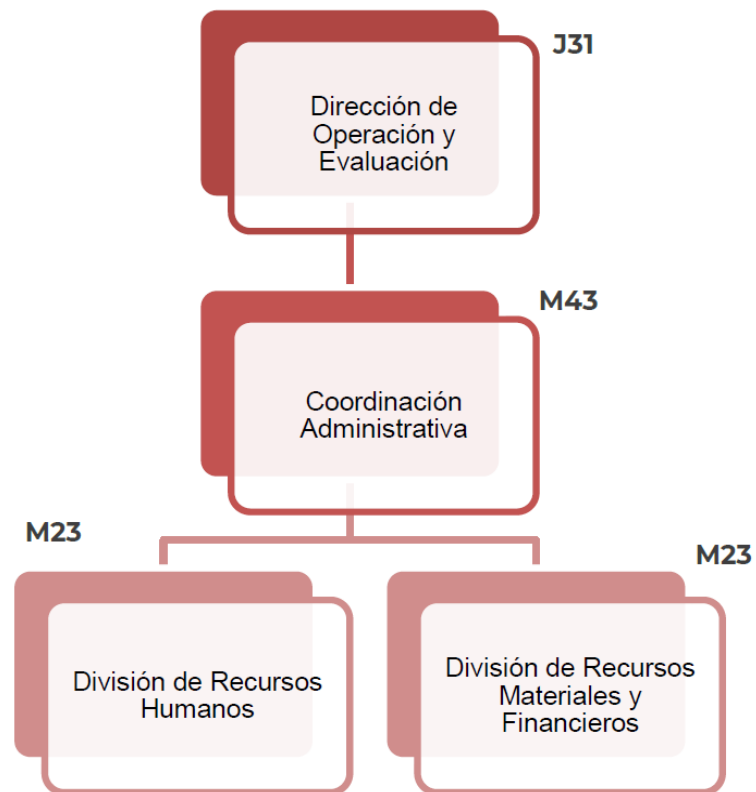 J31
Dirección de
Operación y
Evaluación
M43
Coordinación
Administrativa
M23
División de Recursos
Humanos
M23
División de Recursos
Materiales y
Financieros